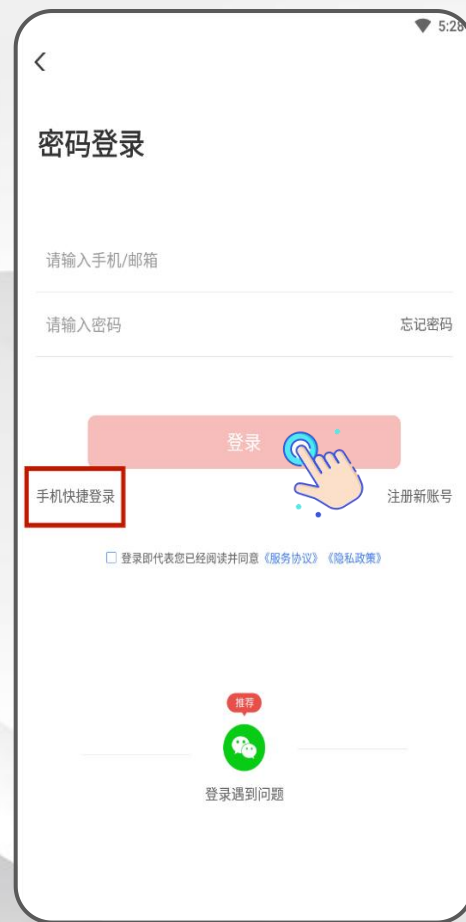 5:28
密码登录
请输入手机/邮箱
请输入密码 忘记密码
登录
手机快捷登录 注册新账号
登录即代表您已经阅读并同意《服务协议》《隐私政策》
推荐
登录遇到问题